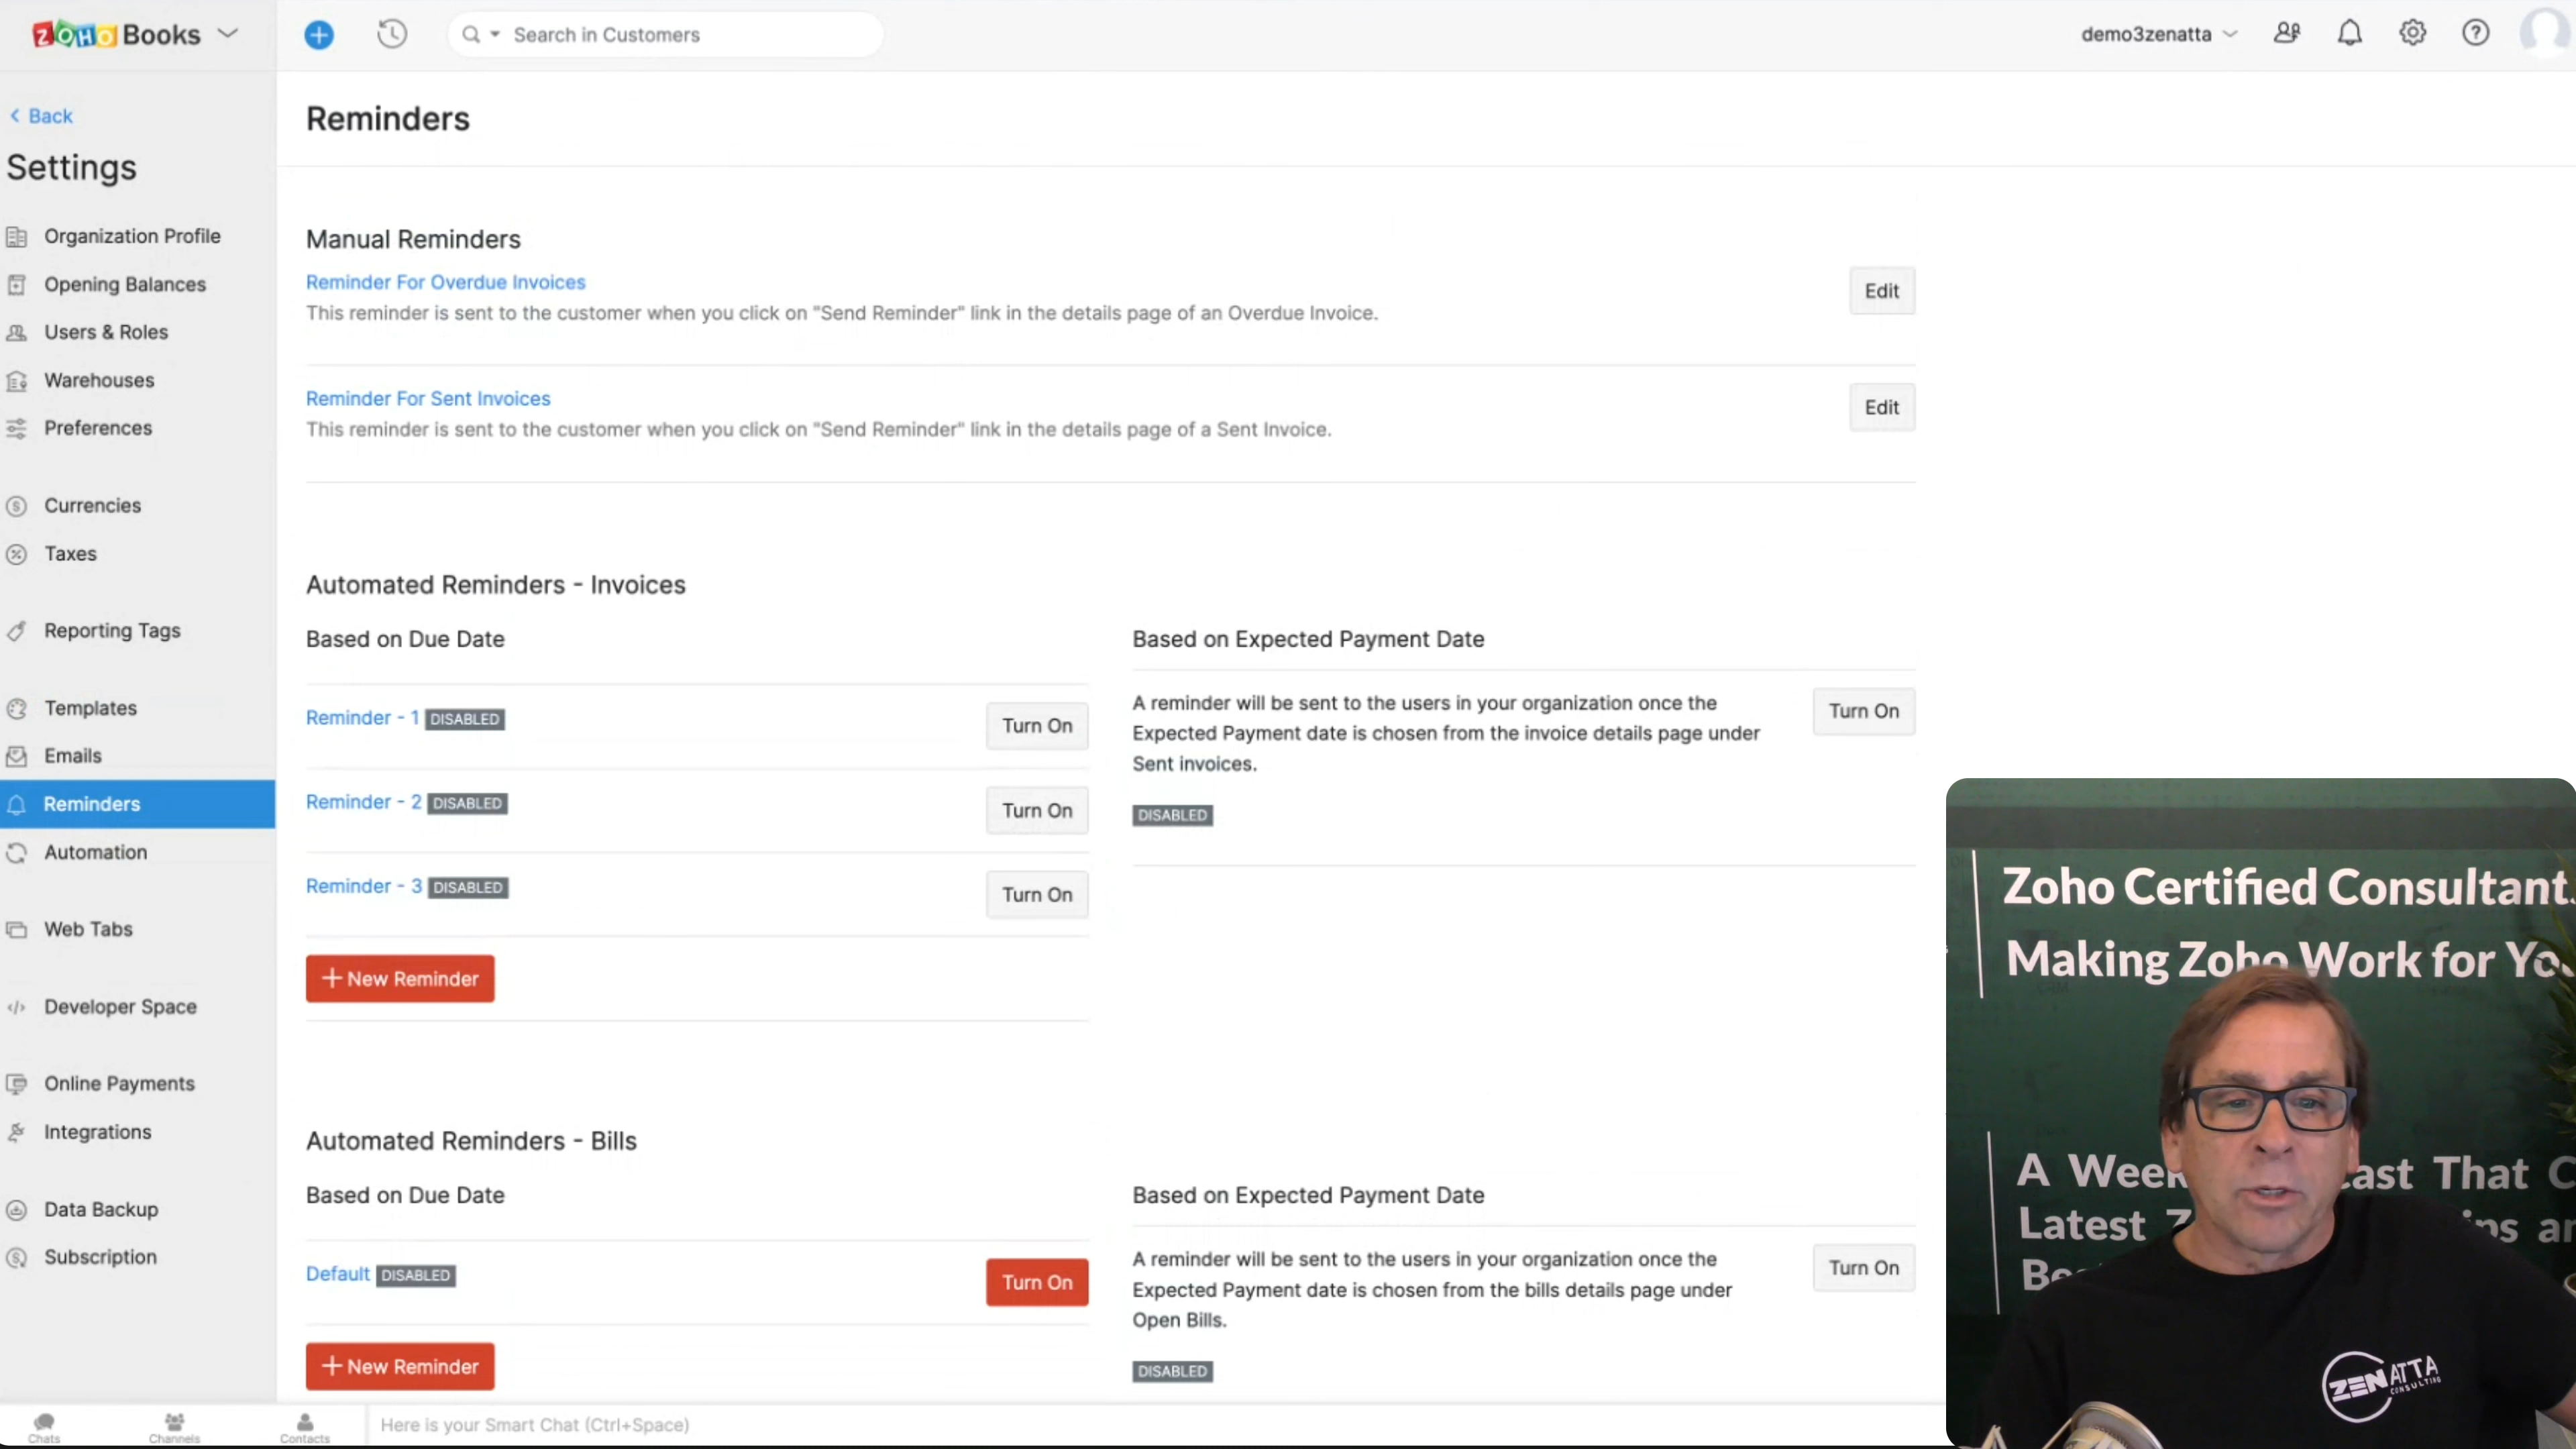 ZOHO Books
Search in Customers
demo3zenatta
Back
Settings
Organization Profile
Opening Balances
Users & Roles
Warehouses
Preferences
Currencies
Taxes
Reporting Tags
Templates
Emails
Reminders
Automation
Web Tabs
Developer Space
Online Payments
Integrations
Data Backup
Subscription
Reminders
Manual Reminders
Reminder For Overdue Invoices
Edit
This reminder is sent to the customer when you click on "Send Reminder" link in the details page of an Overdue Invoice.
Reminder For Sent Invoices
Edit
This reminder is sent to the customer when you click on "Send Reminder" link in the details page of a Sent Invoice.
Automated Reminders - Invoices
Based on Due Date
Reminder - 1 DISABLED
Turn On
Reminder - 2 DISABLED
Turn On
Reminder - 3 DISABLED
Turn On
+ New Reminder
Based on Expected Payment Date
A reminder will be sent to the users in your organization once the
Expected Payment date is chosen from the invoice details page under
Sent invoices.
Turn On
DISABLED
Automated Reminders - Bills
Based on Due Date
Default DISABLED
Turn On
+ New Reminder
Based on Expected Payment Date
A reminder will be sent to the users in your organization once the
Expected Payment date is chosen from the bills details page under
Open Bills.
Turn On
DISABLED
Chats
Channels
Contacts
Here is your Smart Chat (Ctrl+Space)
Zoho Certified Consultant
Making Zoho Work for Yo
A Week ast That C
Latest Z ips an
Be
ZENATTA
CONSULTING